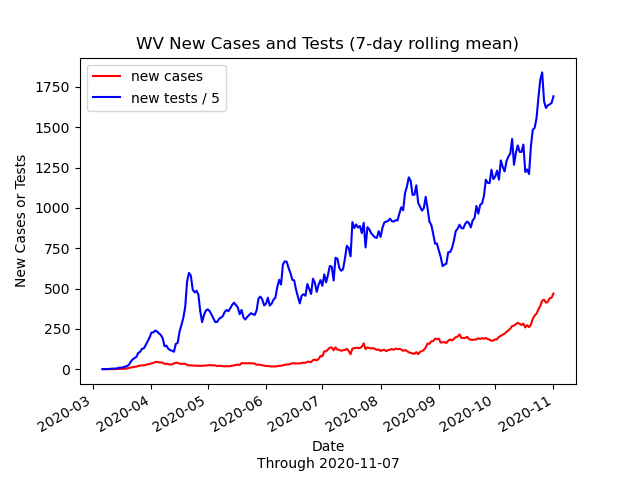 WV New Cases and Tests (7-day rolling mean)
new cases
new tests / 5
New Cases or Tests
1750
1500
1250
1000
750
500
250
0
2020-03
2020-04
2020-05
2020-06
2020-07
2020-08
2020-09
2020-10
2020-11
Date
Through 2020-11-07